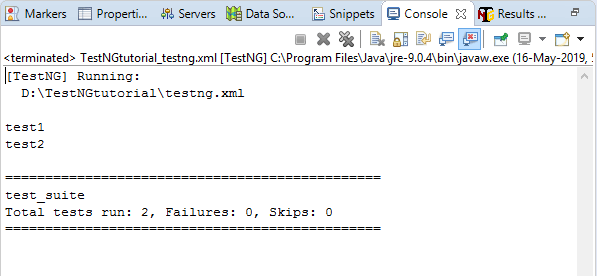 Markers Properti... Servers Data So... Snippets Console Results ...
<terminated> TestNGtutorial_testng.xml [TestNG] C:\Program Files\Java\jre-9.0.4\bin\javaw.exe (16-May-2019,
[TestNG] Running:
D:\TestNGtutorial\testng.xml
test1
test2
===============================================
test_suite
Total tests run: 2, Failures: 0, Skips: 0
===============================================